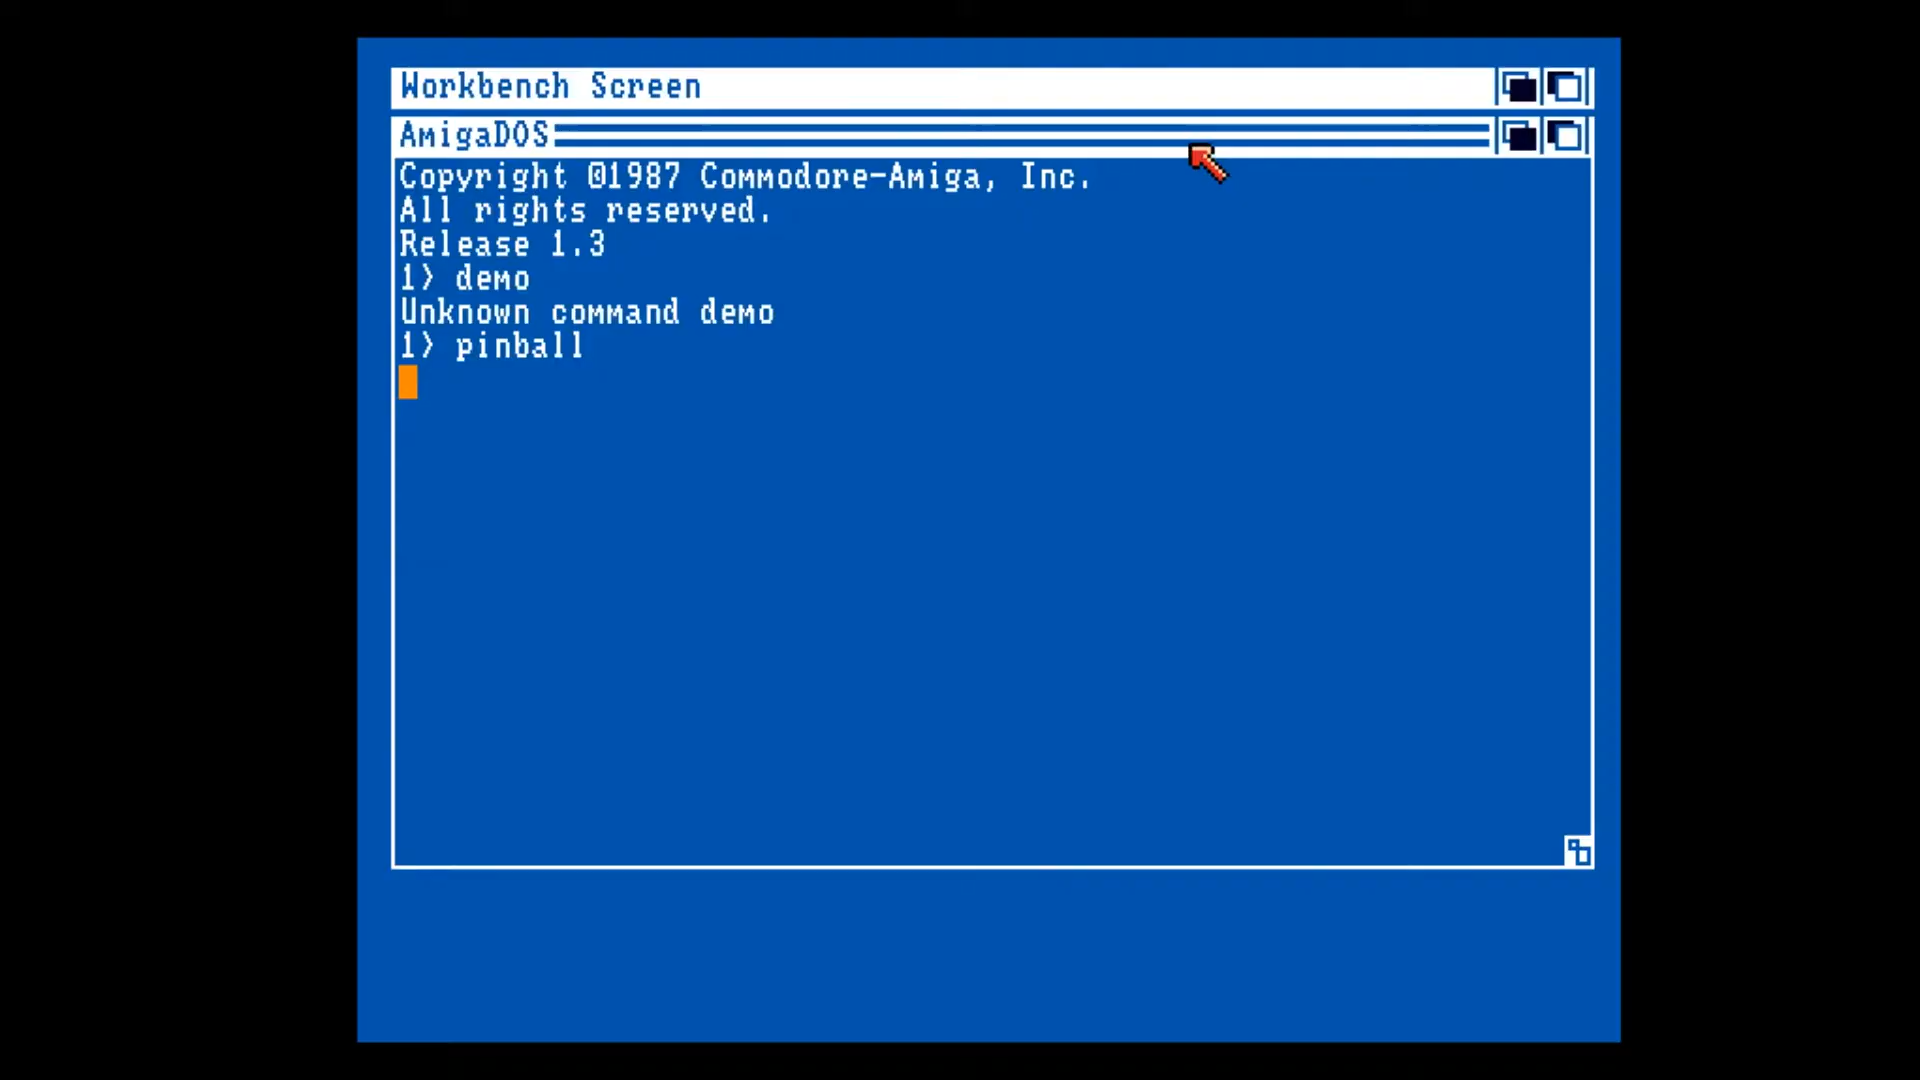 Workbench Screen
AmigaDOS
Copyright ©1987 Commodore-Amiga, Inc.
All rights reserved.
Release 1.3
1> demo
Unknown command demo
1> pinball